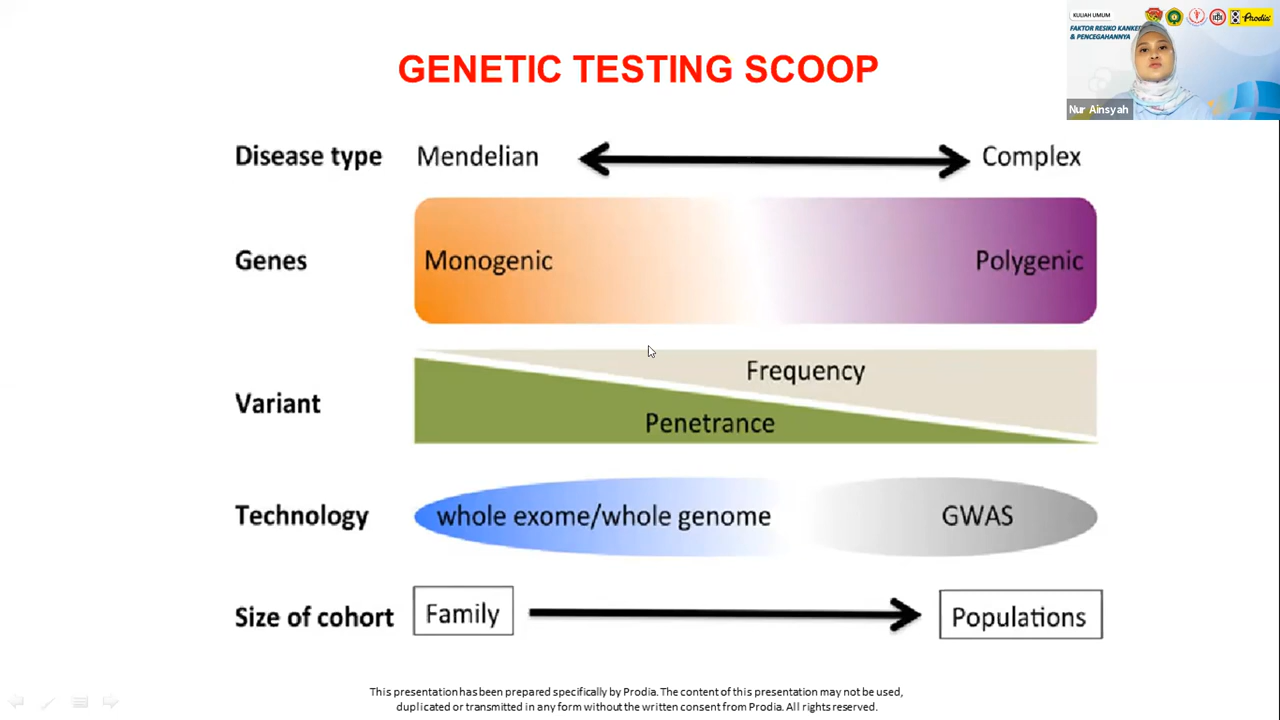 KULIAH UMUM
Prodia
FAKTOR RESIKO KANKER
& PENCEGAHANNYA
Nur Ainsyah
GENETIC TESTING SCOOP
Disease type Mendelian Complex
Genes Monogenic Polygenic
Frequency
Variant
Penetrance
Technology whole exome/whole genome GWAS
Size of cohort Family Populations
This presentation has been prepared specifically by Prodia. The content of this presentation may not be used,
duplicated or transmitted in any form without the written consent from Prodia. All rights reserved.